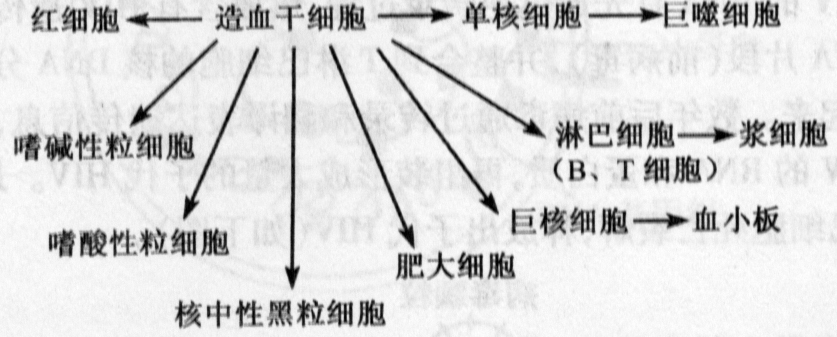 红细胞 造血干细胞 单核细胞 巨噬细胞
嗜碱性粒细胞
淋巴细胞 浆细胞
（B、T 细胞）
嗜酸性粒细胞
巨核细胞 血小板
肥大细胞
核中性黑粒细胞